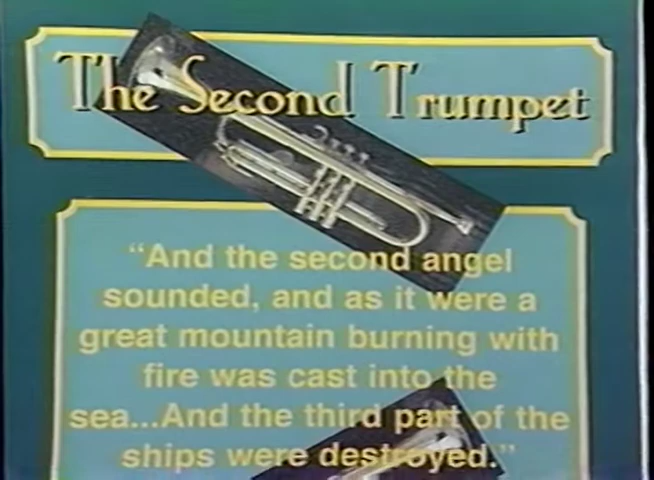 The Second Trumpet
“And the second angel
sounded, and as it were a
great mountain burning with
fire was cast into the
sea...And the third part of the
ships were destroyed.”